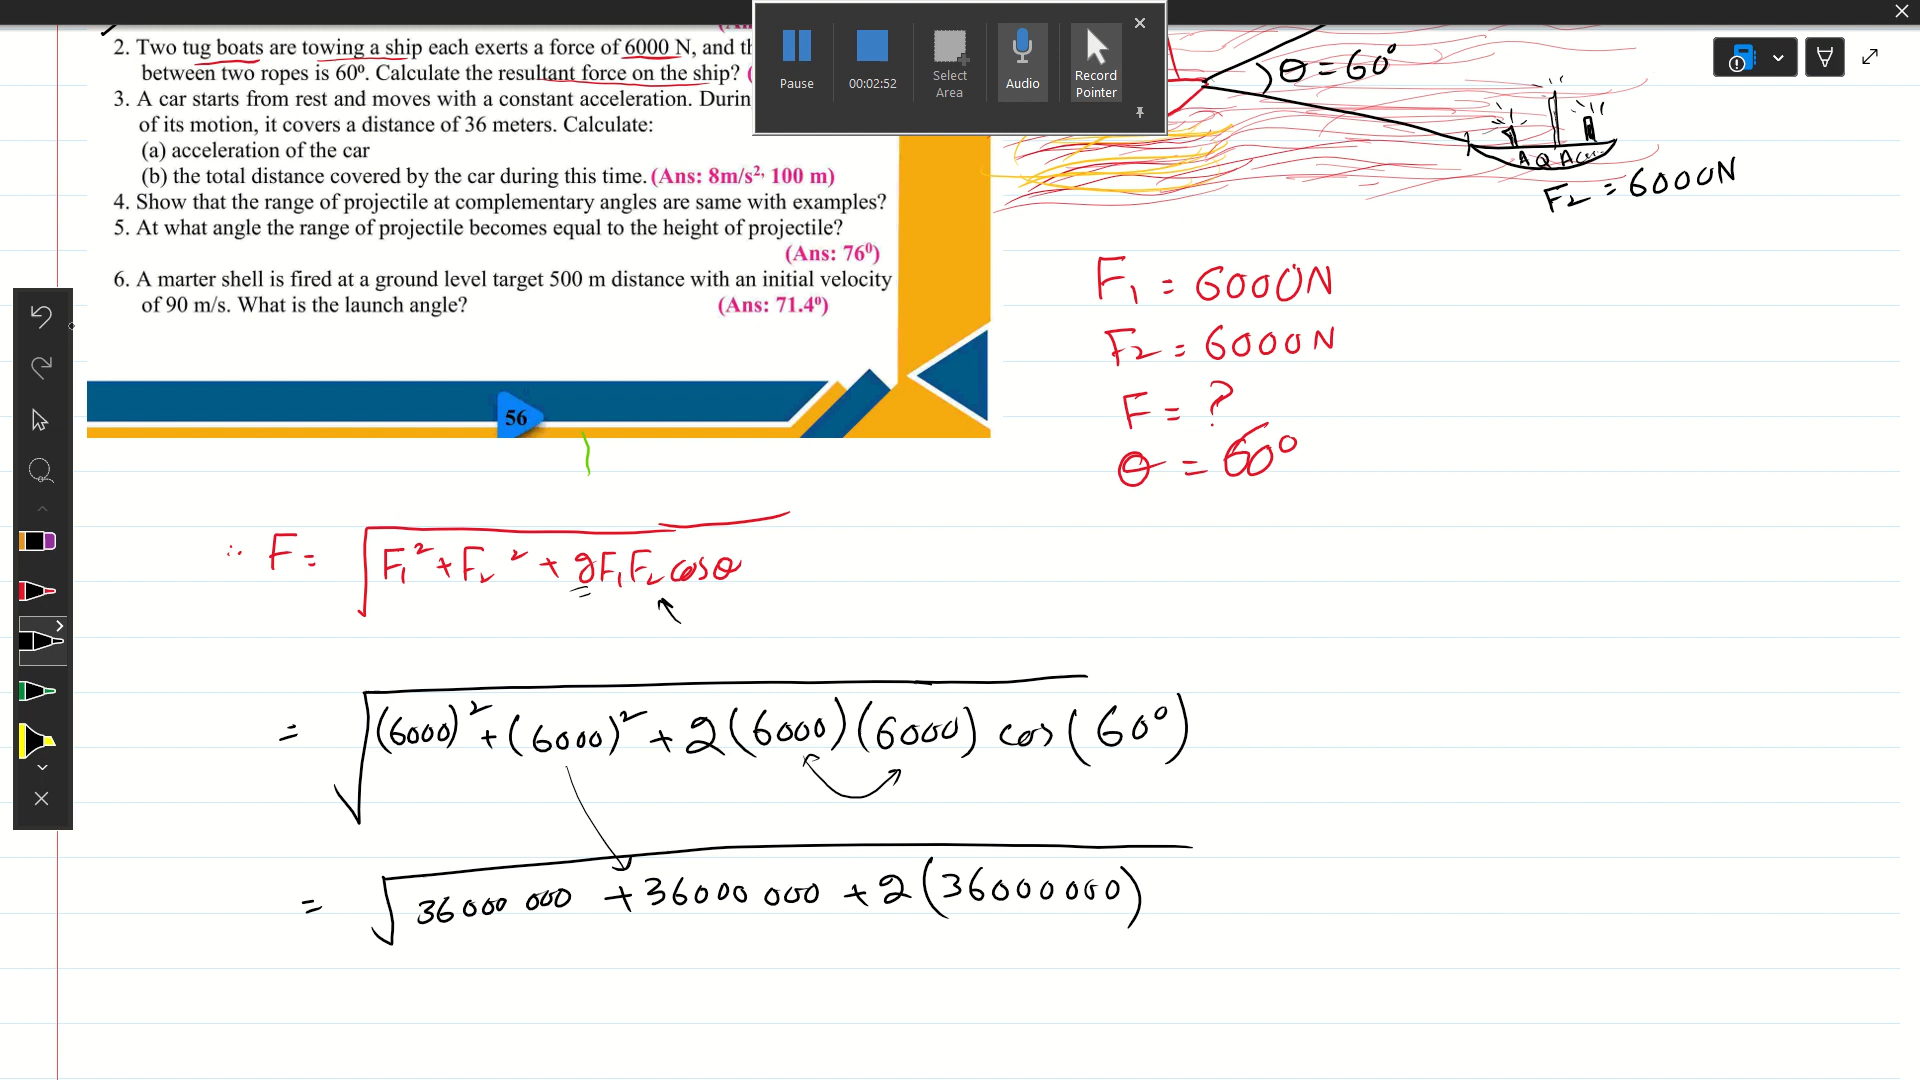 2. Two tug boats are towing a ship each exerts a force of 6000 N, and th
between two ropes is 60⁰. Calculate the resultant force on the ship? (
3. A car starts from rest and moves with a constant acceleration. Durin
of its motion, it covers a distance of 36 meters. Calculate:
(a) acceleration of the car
(b) the total distance covered by the car during this time. (Ans: 8m/s², 100 m)
4. Show that the range of projectile at complementary angles are same with examples?
5. At what angle the range of projectile becomes equal to the height of projectile?
(Ans: 76⁰)
6. A marter shell is fired at a ground level target 500 m distance with an initial velocity
of 90 m/s. What is the launch angle? (Ans: 71.4⁰)
56
Pause
00:02:52
Select
Area
Audio
Record
Pointer
θ = 60°
F₂ = 6000N
F₁ = 6000N
F₂ = 6000N
F = ?
θ = 60°
∴ F = √F₁² + F₂² + 2F₁F₂ cosθ
= √(6000)² + (6000)² + 2(6000)(6000) cos(60°)
= √36000 000 + 36000 000 + 2(36000000)